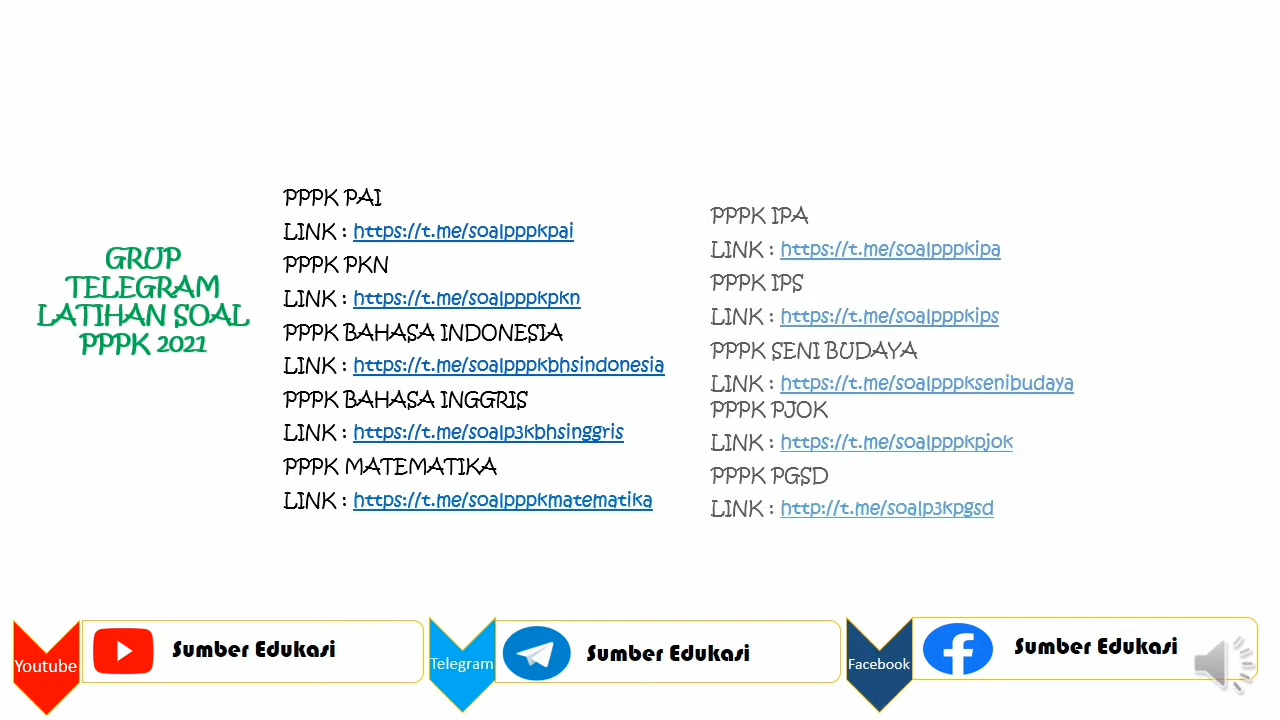 GRUP
TELEGRAM
LATIHAN SOAL
PPPK 2021
PPPK PAI
LINK : https://t.me/soalpppkpai
PPPK PKN
LINK : https://t.me/soalpppkpkn
PPPK BAHASA INDONESIA
LINK : https://t.me/soalpppkbhsindonesia
PPPK BAHASA INGGRIS
LINK : https://t.me/soalp3kbhsinggris
PPPK MATEMATIKA
LINK : https://t.me/soalpppkmatematika
PPPK IPA
LINK : https://t.me/soalpppkipa
PPPK IPS
LINK : https://t.me/soalpppkips
PPPK SENI BUDAYA
LINK : https://t.me/soalpppksenibudaya
PPPK PJOK
LINK : https://t.me/soalpppkpjok
PPPK PGSD
LINK : http://t.me/soalp3kpgsd
Youtube
Sumber Edukasi
Telegram
Sumber Edukasi
Facebook
Sumber Edukasi